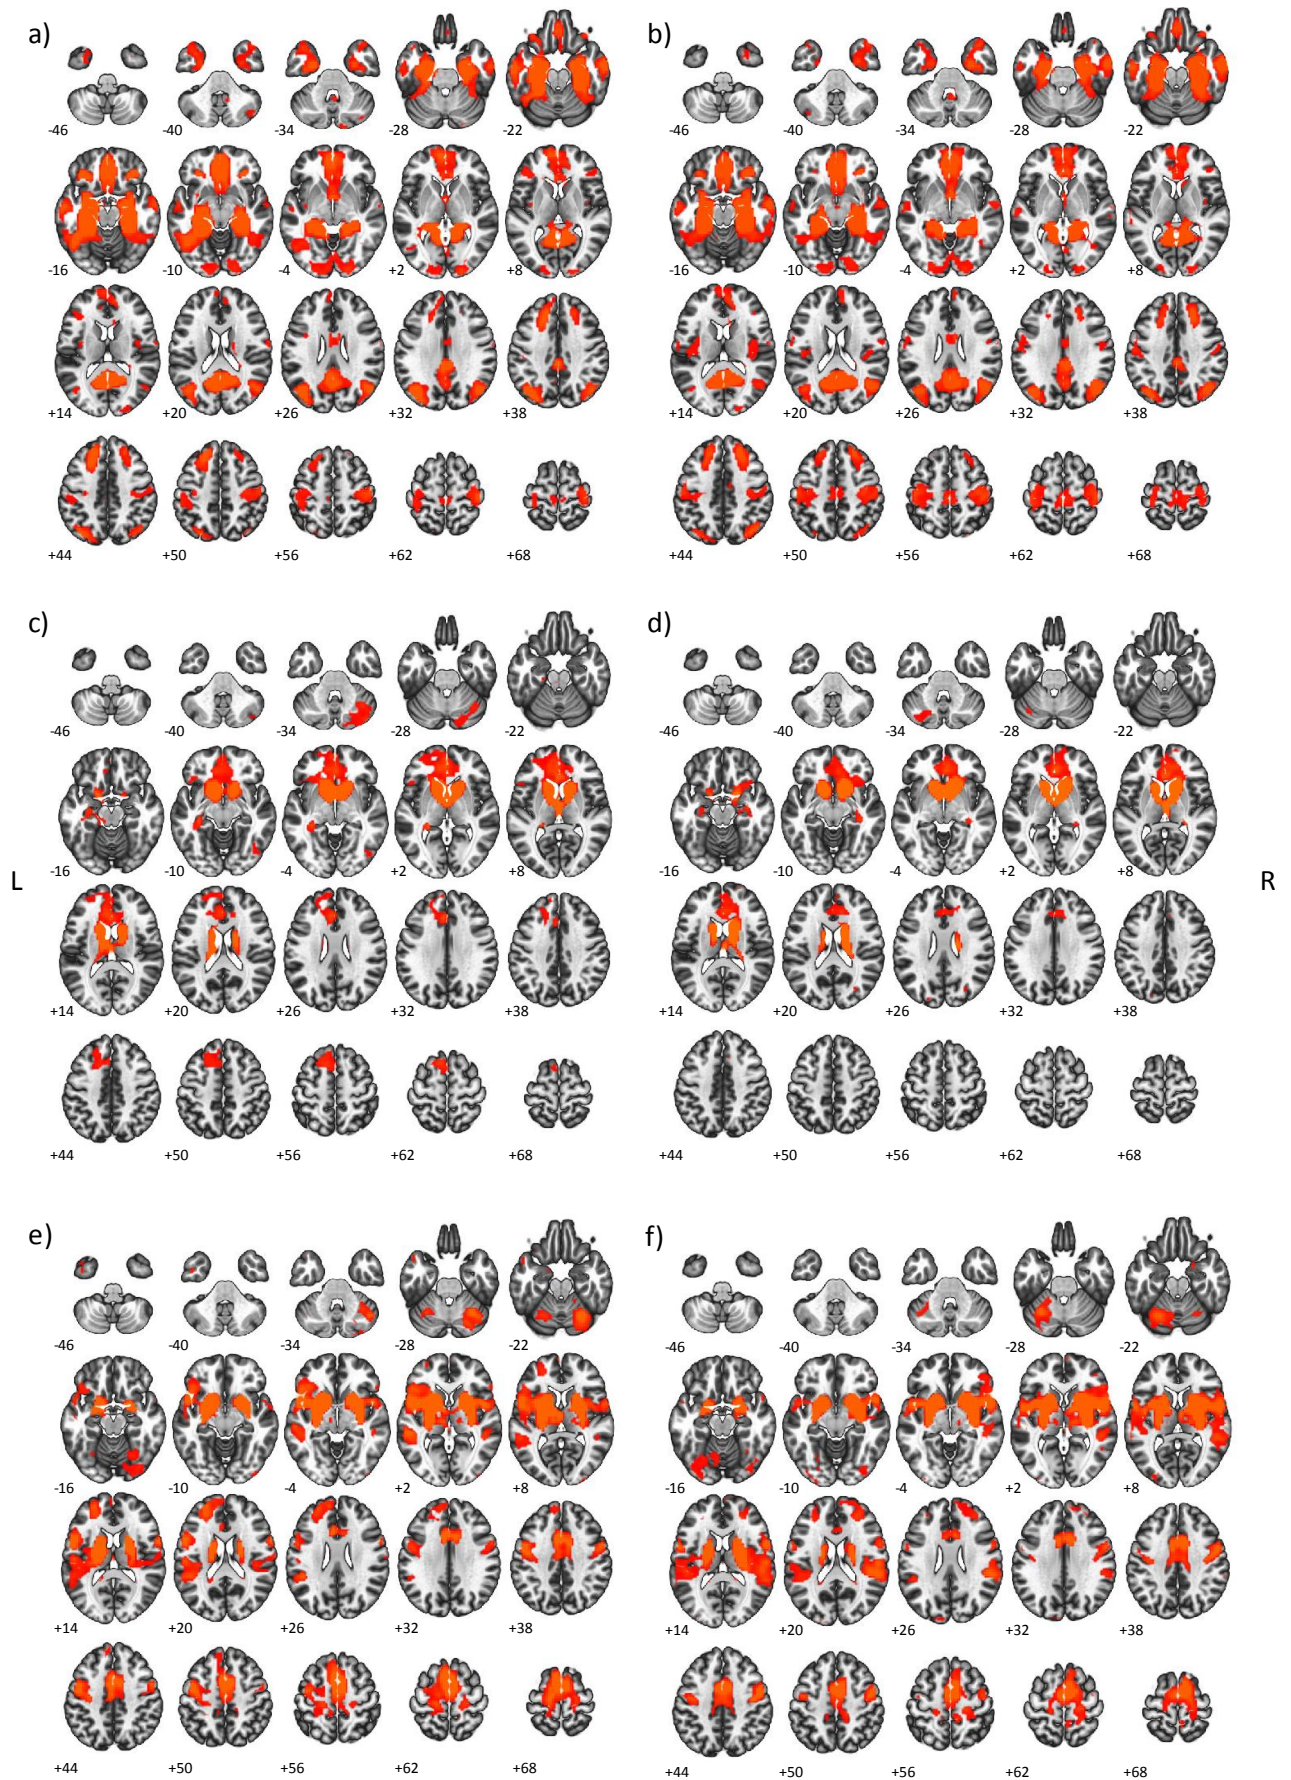 a) b)
-46 -40 -34 -28 -22 -46 -40 -34 -28 -22
-16 -10 -4 +2 +8 -16 -10 -4 +2 +8
+14 +20 +26 +32 +38 +14 +20 +26 +32 +38
+44 +50 +56 +62 +68 +44 +50 +56 +62 +68
c) d)
-46 -40 -34 -28 -22 -46 -40 -34 -28 -22
-16 -10 -4 +2 +8 -16 -10 -4 +2 +8
L R
+14 +20 +26 +32 +38 +14 +20 +26 +32 +38
+44 +50 +56 +62 +68 +44 +50 +56 +62 +68
e) f)
-46 -40 -34 -28 -22 -46 -40 -34 -28 -22
-16 -10 -4 +2 +8 -16 -10 -4 +2 +8
+14 +20 +26 +32 +38 +14 +20 +26 +32 +38
+44 +50 +56 +62 +68 +44 +50 +56 +62 +68